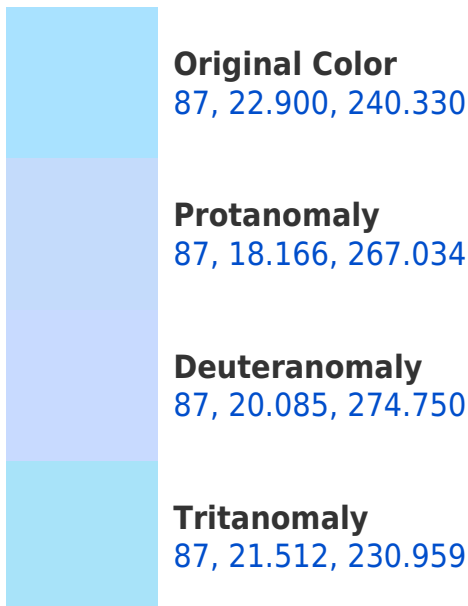 Original Color
87, 22.900, 240.330
Protanomaly
87, 18.166, 267.034
Deuteranomaly
87, 20.085, 274.750
Tritanomaly
87, 21.512, 230.959